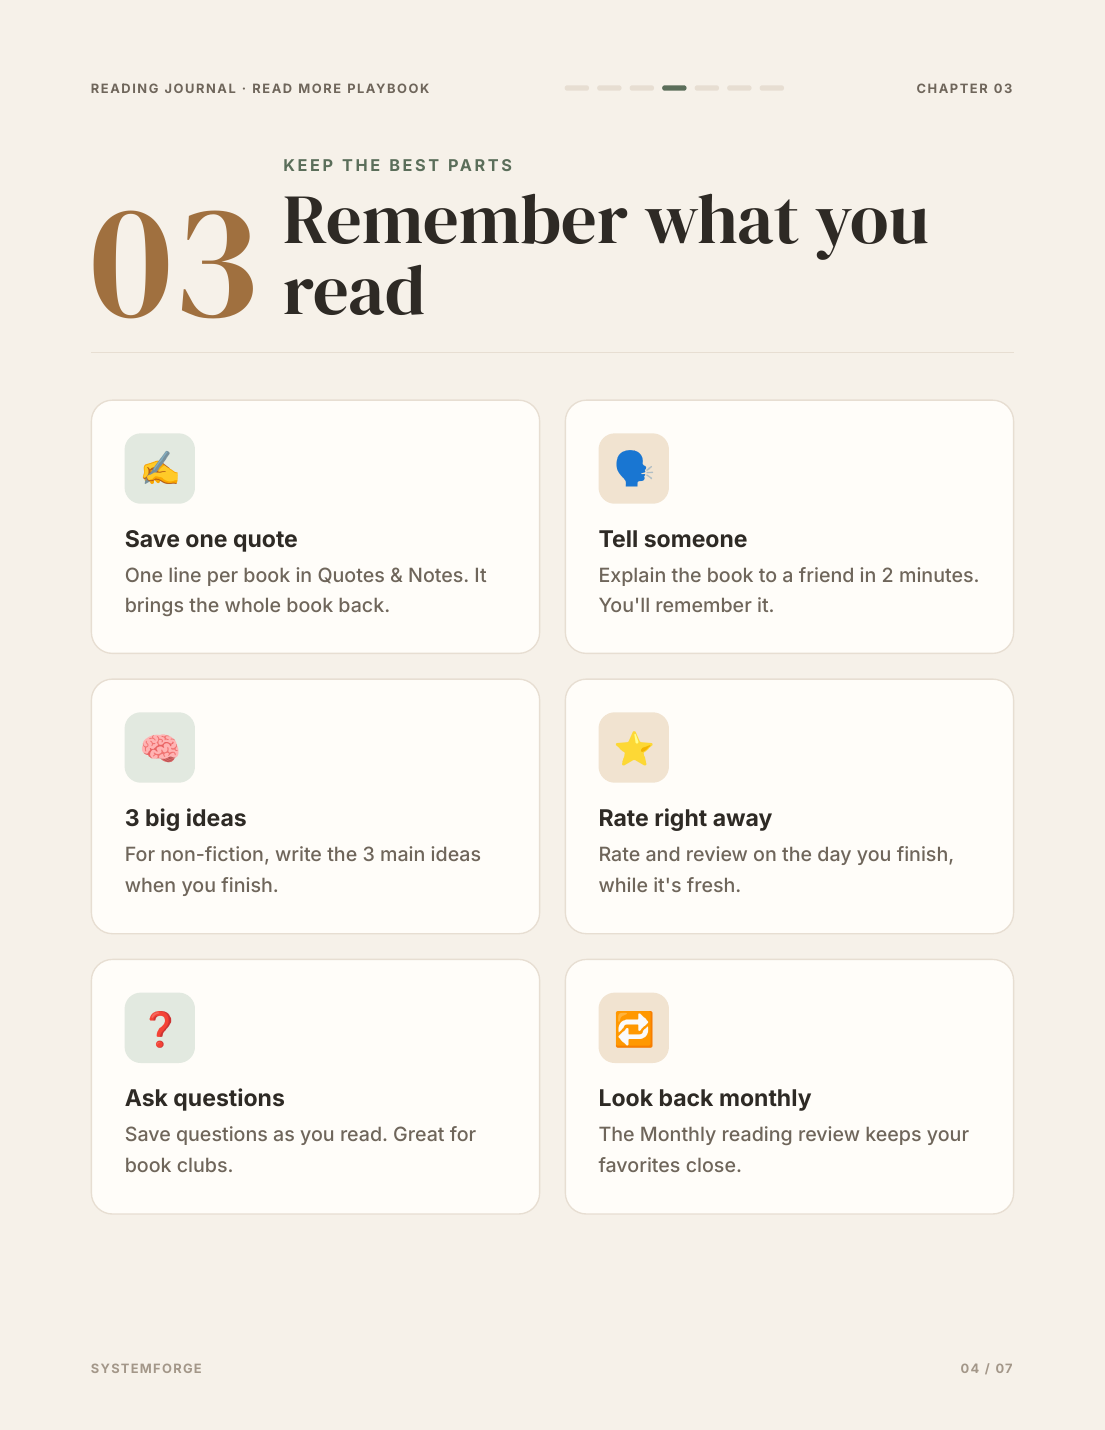 READING JOURNAL · READ MORE PLAYBOOK
CHAPTER 03
KEEP THE BEST PARTS
03
Remember what you
read
Save one quote
One line per book in Quotes & Notes. It
brings the whole book back.
Tell someone
Explain the book to a friend in 2 minutes.
You'll remember it.
3 big ideas
For non-fiction, write the 3 main ideas
when you finish.
Rate right away
Rate and review on the day you finish,
while it's fresh.
Ask questions
Save questions as you read. Great for
book clubs.
Look back monthly
The Monthly reading review keeps your
favorites close.
SYSTEMFORGE
04 / 07